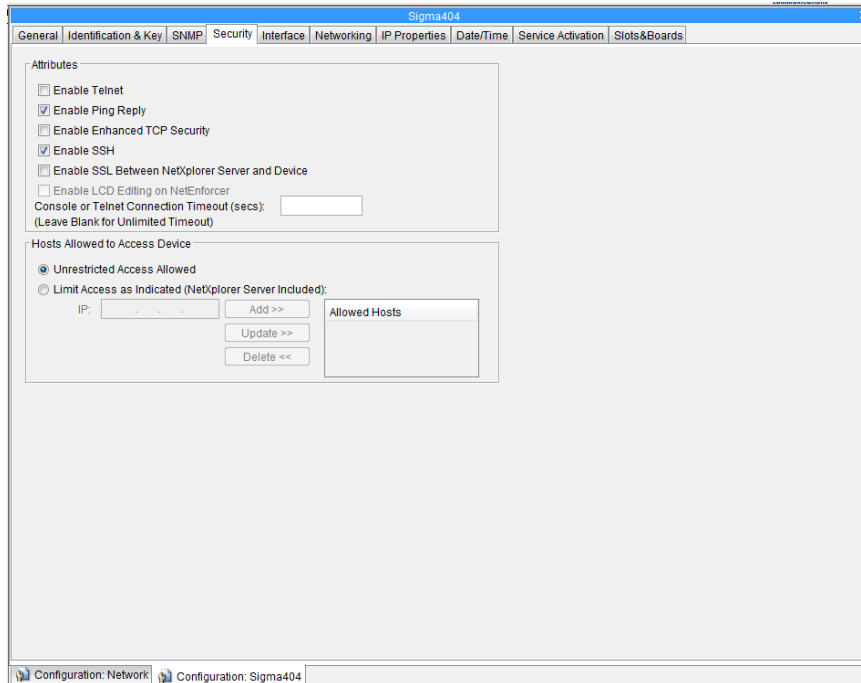 Sigma404
General Identification & Key SNMP Security Interface Networking IP Properties Date/Time Service Activation Slots&Boards
Attributes
Enable Telnet
Enable Ping Reply
Enable Enhanced TCP Security
Enable SSH
Enable SSL Between NetXplorer Server and Device
Enable LCD Editing on NetEnforcer
Console or Telnet Connection Timeout (secs):
(Leave Blank for Unlimited Timeout)
Hosts Allowed to Access Device
Unrestricted Access Allowed
Limit Access as Indicated (NetXplorer Server Included):
IP: . . . Add >> Allowed Hosts
Update >>
Delete <<
Configuration: Network Configuration: Sigma404